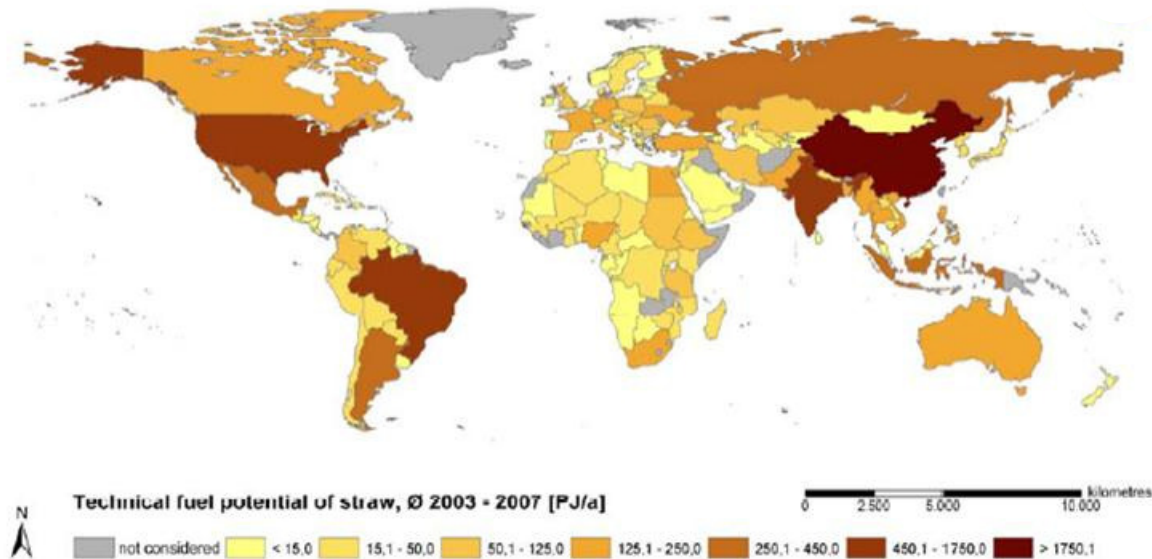 Technical fuel potential of straw, Ø 2003 - 2007 [PJ/a]
kilometres
0 2.500 5.000 10.000
N
not considered < 15,0 15,1 - 50,0 50,1 - 125,0 125,1 - 250,0 250,1 - 450,0 450,1 - 1750,0 > 1750,1